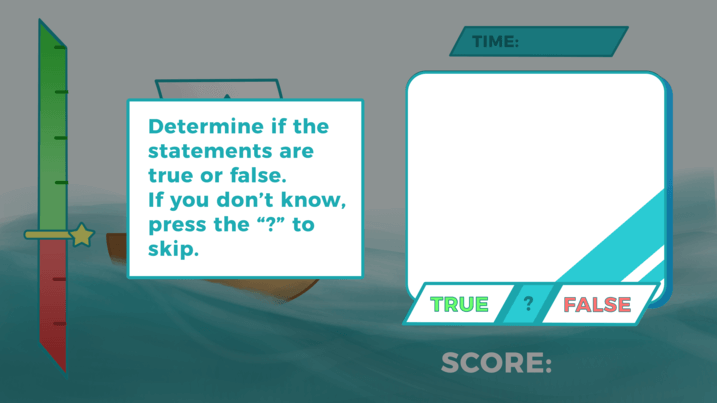 TIME:
Determine if the
statements are
true or false.
If you don’t know,
press the “?” to
skip.
TRUE ? FALSE
SCORE: